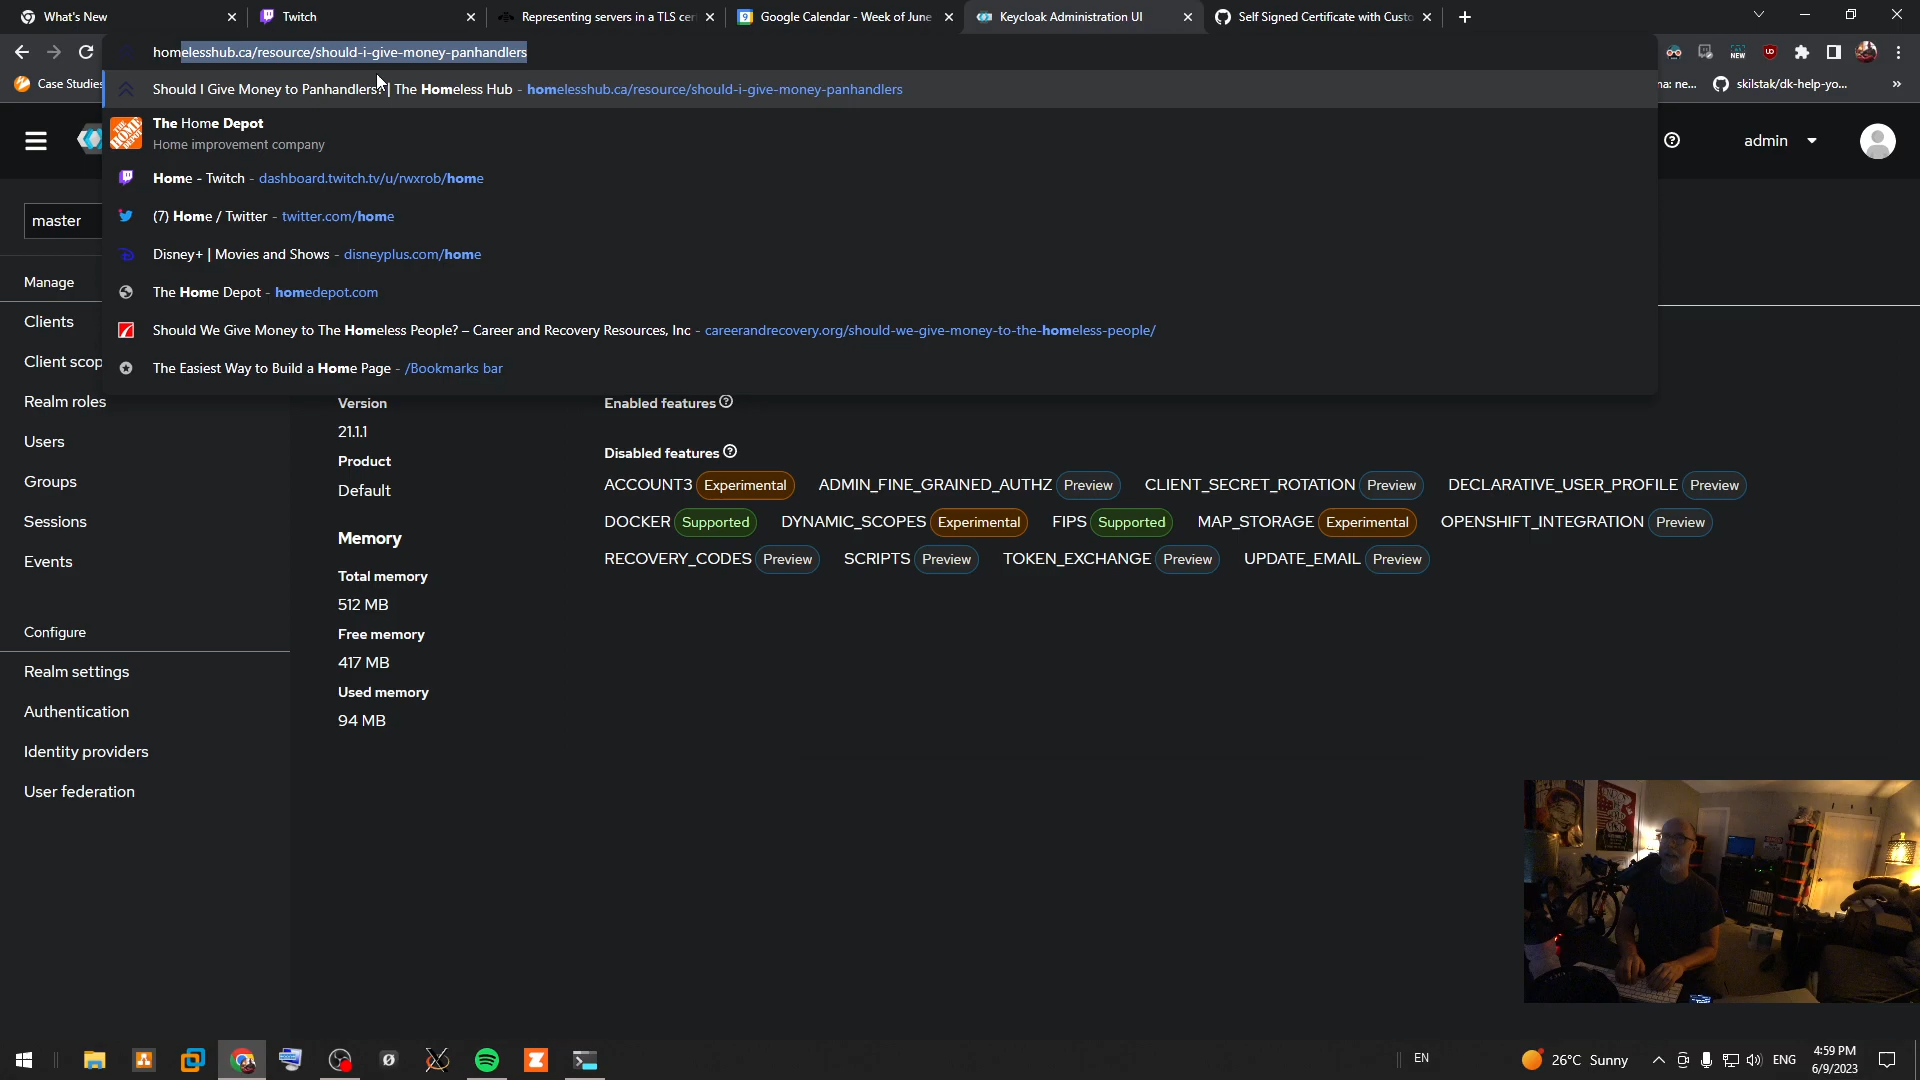 What's New
Twitch
Representing servers in a TLS cer
Google Calendar - Week of June
Keycloak Administration UI
Self Signed Certificate with Custo
homelesshub.ca/resource/should-i-give-money-panhandlers
NEW
Case Studies
na: ne...
skilstak/dk-help-yo...
»
Should I Give Money to Panhandlers? | The Homeless Hub - homelesshub.ca/resource/should-i-give-money-panhandlers
The Home Depot
Home improvement company
Home - Twitch - dashboard.twitch.tv/u/rwxrob/home
(7) Home / Twitter - twitter.com/home
Disney+ | Movies and Shows - disneyplus.com/home
The Home Depot - homedepot.com
Should We Give Money to The Homeless People? – Career and Recovery Resources, Inc - careerandrecovery.org/should-we-give-money-to-the-homeless-people/
The Easiest Way to Build a Home Page - /Bookmarks bar
admin
master
Manage
Clients
Client scop
Realm roles
Users
Groups
Sessions
Events
Configure
Realm settings
Authentication
Identity providers
User federation
Version
21.1.1
Product
Default
Memory
Total memory
512 MB
Free memory
417 MB
Used memory
94 MB
Enabled features
Disabled features
ACCOUNT3 Experimental ADMIN_FINE_GRAINED_AUTHZ Preview CLIENT_SECRET_ROTATION Preview DECLARATIVE_USER_PROFILE Preview
DOCKER Supported DYNAMIC_SCOPES Experimental FIPS Supported MAP_STORAGE Experimental OPENSHIFT_INTEGRATION Preview
RECOVERY_CODES Preview SCRIPTS Preview TOKEN_EXCHANGE Preview UPDATE_EMAIL Preview
EN
26°C Sunny
ENG
4:59 PM
6/9/2023